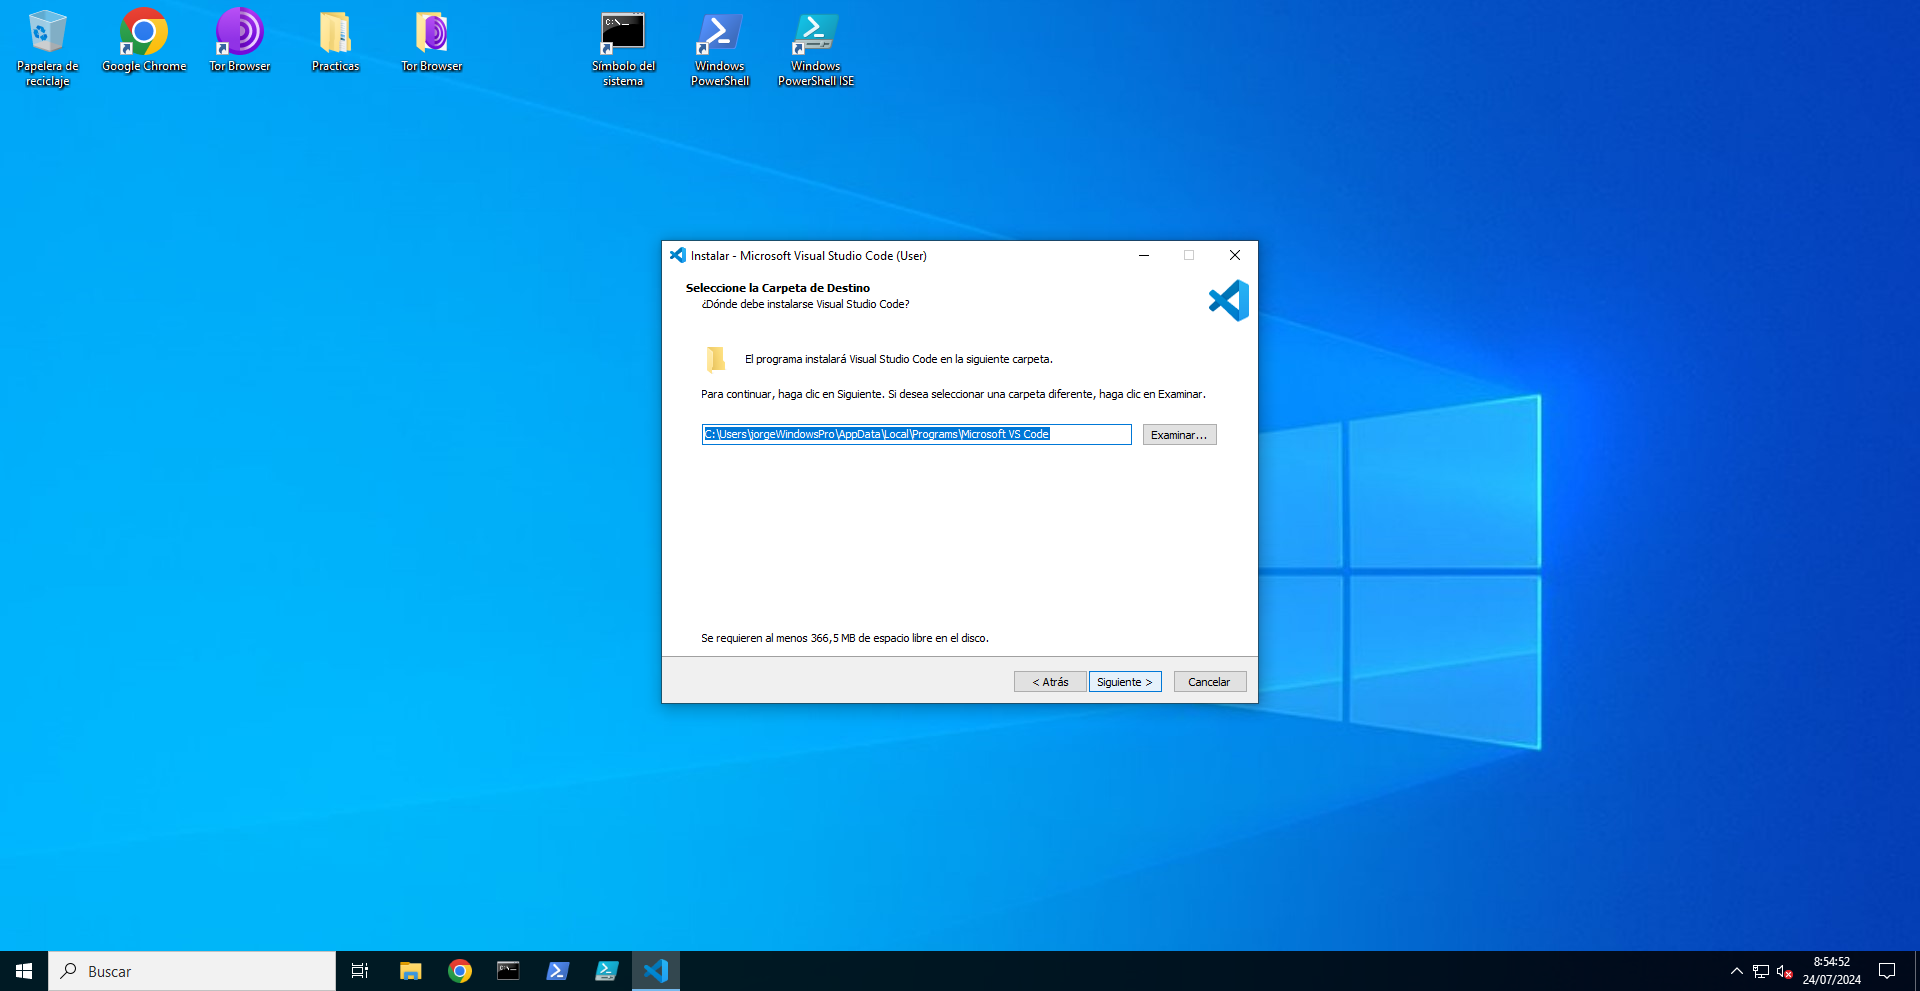 Papelera de
reciclaje
Google Chrome
Tor Browser
Practicas
Tor Browser
C:\_
Símbolo del
sistema
Windows
PowerShell
Windows
PowerShell ISE
Instalar - Microsoft Visual Studio Code (User)
Seleccione la Carpeta de Destino
¿Dónde debe instalarse Visual Studio Code?
El programa instalará Visual Studio Code en la siguiente carpeta.
Para continuar, haga clic en Siguiente. Si desea seleccionar una carpeta diferente, haga clic en Examinar.
C:\Users\jorgeWindowsPro\AppData\Local\Programs\Microsoft VS Code
Examinar...
Se requieren al menos 366,5 MB de espacio libre en el disco.
< Atrás
Siguiente >
Cancelar
Buscar
8:54:52
24/07/2024